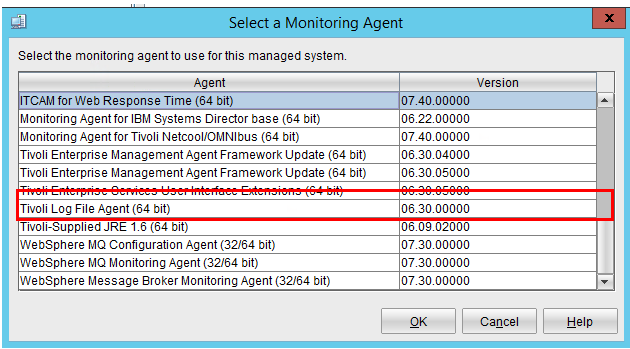 Select a Monitoring Agent
x
Select the monitoring agent to use for this managed system.
Agent Version
ITCAM for Web Response Time (64 bit) 07.40.00000
Monitoring Agent for IBM Systems Director base (64 bit) 06.22.00000
Monitoring Agent for Tivoli Netcool/OMNIbus (64 bit) 07.40.00000
Tivoli Enterprise Management Agent Framework Update (64 bit) 06.30.04000
Tivoli Enterprise Management Agent Framework Update (64 bit) 06.30.05000
Tivoli Enterprise Services User Interface Extensions (64 bit) 06.30.05000
Tivoli Log File Agent (64 bit) 06.30.00000
Tivoli-Supplied JRE 1.6 (64 bit) 06.09.02000
WebSphere MQ Configuration Agent (32/64 bit) 07.30.00000
WebSphere MQ Monitoring Agent (32/64 bit) 07.30.00000
WebSphere Message Broker Monitoring Agent (32/64 bit) 07.30.00000
OK Cancel Help